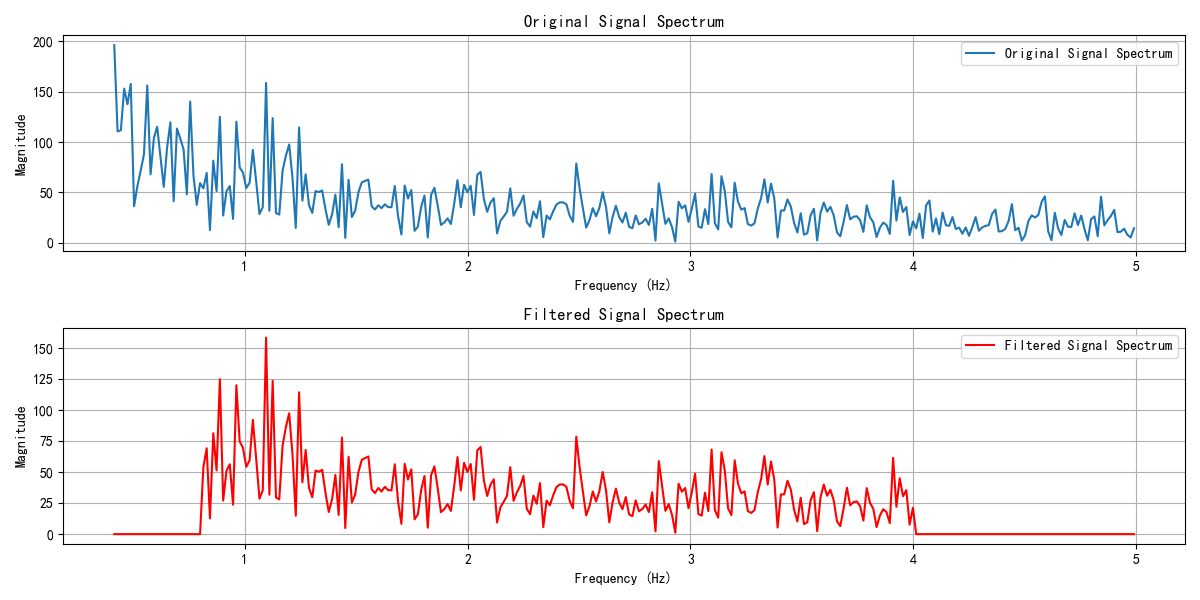 Original Signal Spectrum
200
150
100
50
0
Magnitude
Original Signal Spectrum
1 2 3 4 5
Frequency (Hz)
Filtered Signal Spectrum
150
125
100
75
50
25
0
Magnitude
Filtered Signal Spectrum
1 2 3 4 5
Frequency (Hz)